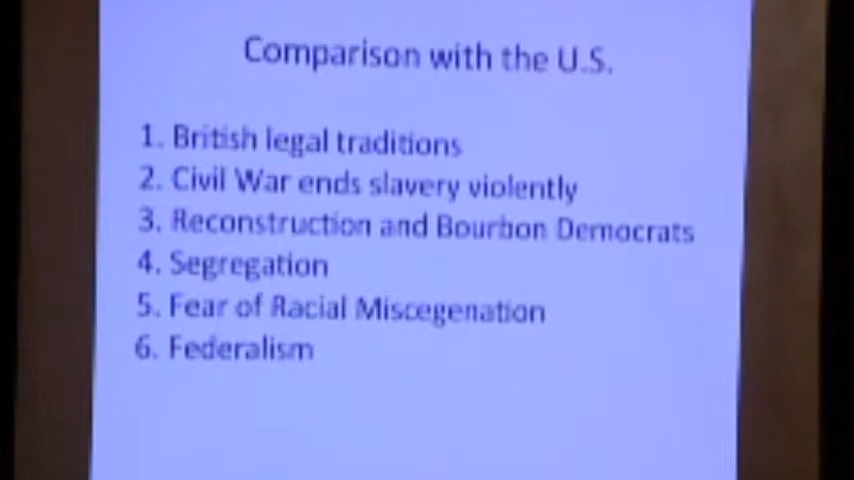 Comparison with the U.S.
1. British legal traditions
2. Civil War ends slavery violently
3. Reconstruction and Bourbon Democrats
4. Segregation
5. Fear of Racial Miscegenation
6. Federalism